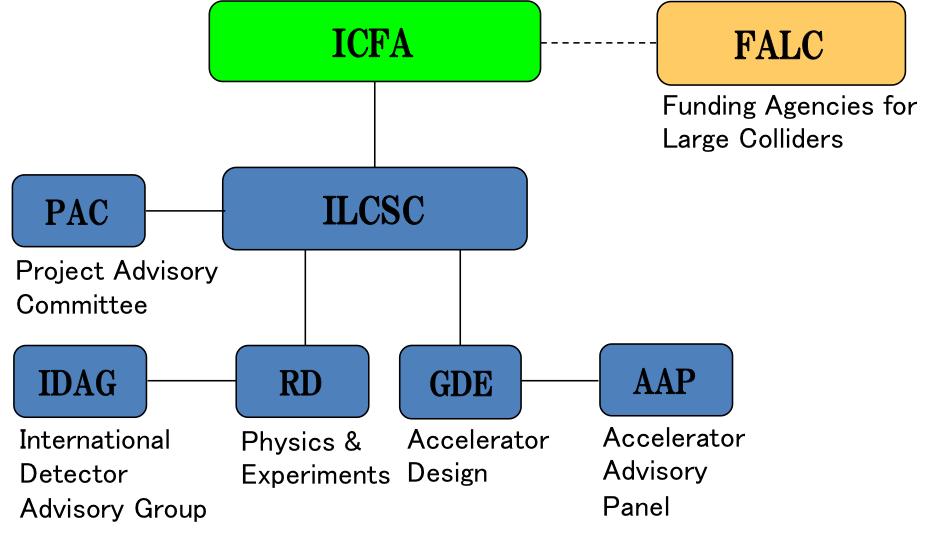 ICFA
FALC
Funding Agencies for
Large Colliders
PAC
ILCSC
Project Advisory
Committee
IDAG
RD
GDE
AAP
International
Detector
Advisory Group
Physics &
Experiments
Accelerator
Design
Accelerator
Advisory
Panel